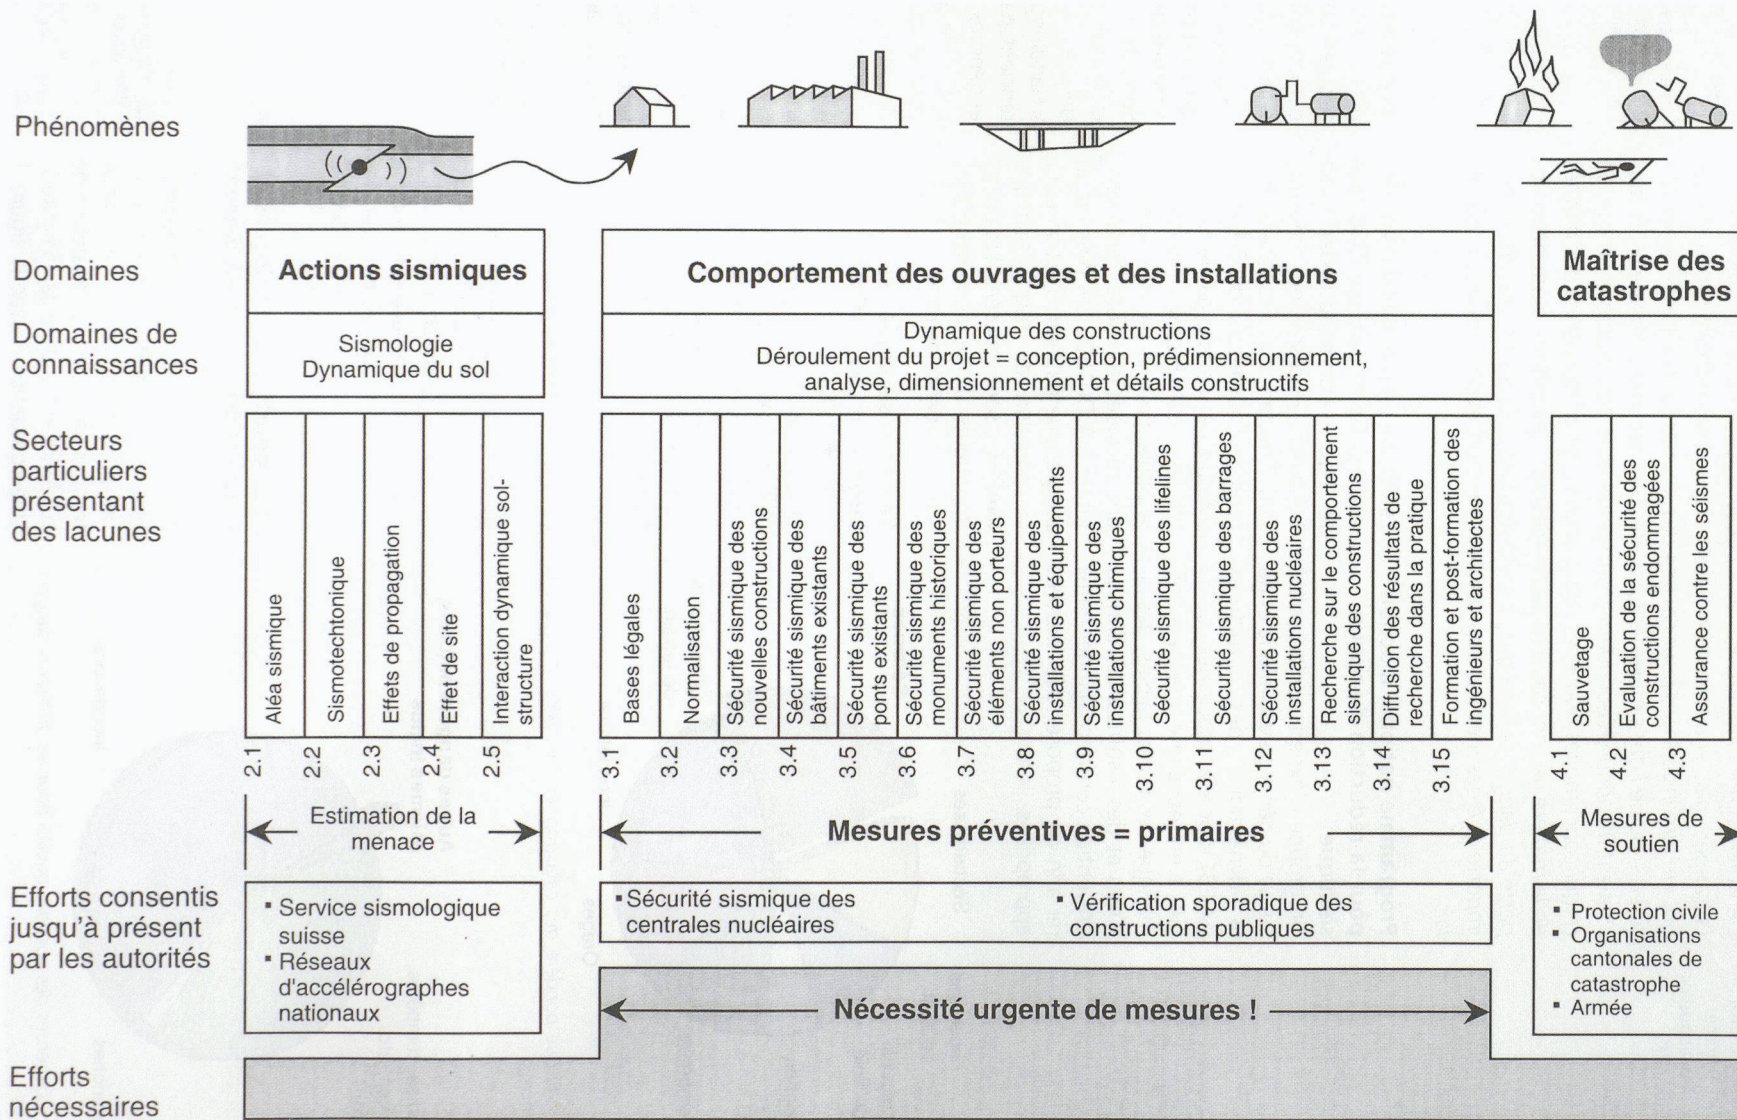 Phénomènes
Domaines
Actions sismiques
Comportement des ouvrages et des installations
Maîtrise des
catastrophes
Domaines de
connaissances
Sismologie
Dynamique du sol
Dynamique des constructions
Déroulement du projet = conception, prédimensionnement,
analyse, dimensionnement et détails constructifs
Secteurs
particuliers
présentant
des lacunes
Aléa sismique
Sismotechtonique
Effets de propagation
Effet de site
Interaction dynamique sol-
structure
Bases légales
Normalisation
Sécurité sismique des
nouvelles constructions
Sécurité sismique des
bâtiments existants
Sécurité sismique des
ponts existants
Sécurité sismique des
monuments historiques
Sécurité sismique des
éléments non porteurs
Sécurité sismique des
installations et équipements
Sécurité sismique des
installations chimiques
Sécurité sismique des lifelines
Sécurité sismique des barrages
Sécurité sismique des
installations nucléaires
Recherche sur le comportement
sismique des constructions
Diffusion des résultats de
recherche dans la pratique
Formation et post-formation des
ingénieurs et architectes
Sauvetage
Evaluation de la sécurité des
constructions endommagées
Assurance contre les séismes
2.1
2.2
2.3
2.4
2.5
3.1
3.2
3.3
3.4
3.5
3.6
3.7
3.8
3.9
3.10
3.11
3.12
3.13
3.14
3.15
4.1
4.2
4.3
Estimation de la
menace
Mesures préventives = primaires
Mesures de
soutien
Efforts consentis
jusqu'à présent
par les autorités
▪ Service sismologique
suisse
▪ Réseaux
d'accélérographes
nationaux
▪ Sécurité sismique des
centrales nucléaires
▪ Vérification sporadique des
constructions publiques
▪ Protection civile
▪ Organisations
cantonales de
catastrophe
▪ Armée
Nécessité urgente de mesures !
Efforts
nécessaires